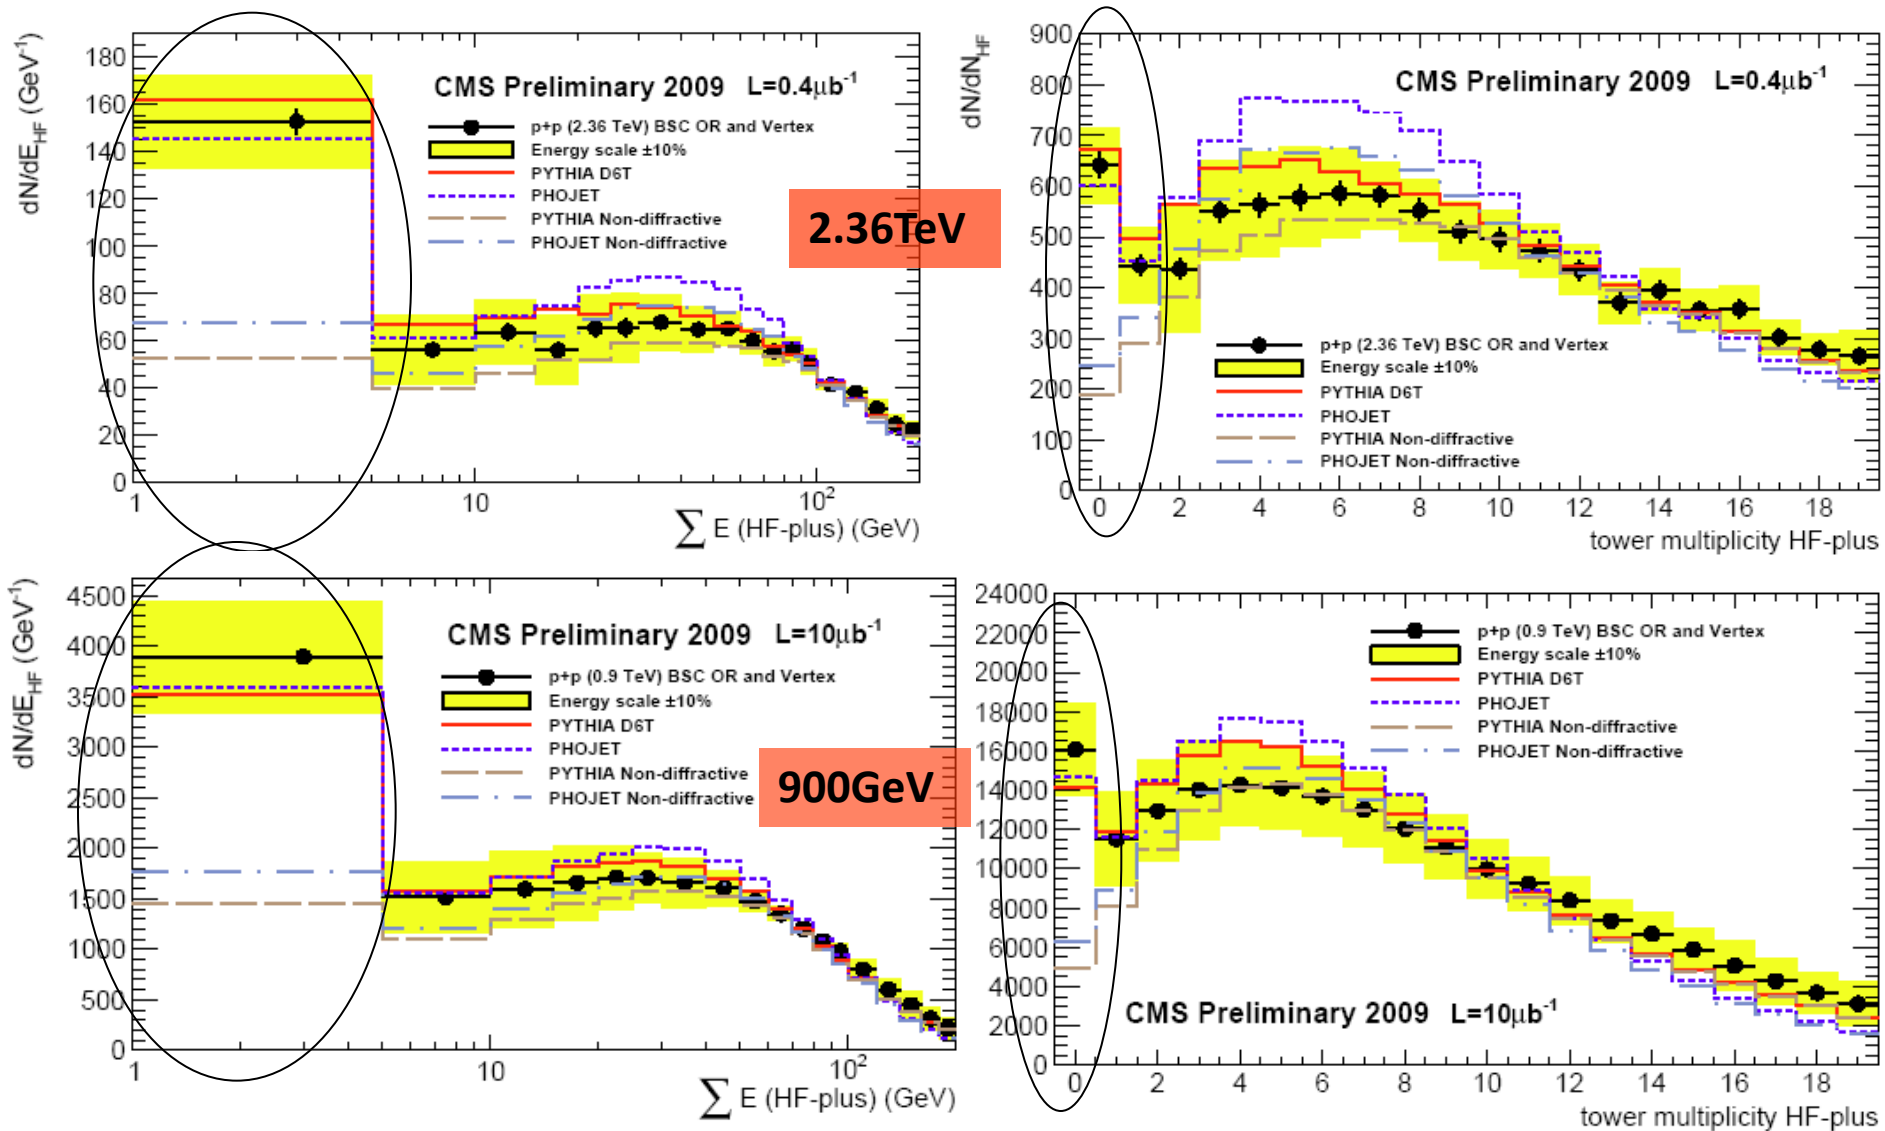 dN/dE_HF (GeV⁻¹)
180
160
140
120
100
80
60
40
20
0
CMS Preliminary 2009 L=0.4μb⁻¹
p+p (2.36 TeV) BSC OR and Vertex
Energy scale ±10%
PYTHIA D6T
PHOJET
PYTHIA Non-diffractive
PHOJET Non-diffractive
2.36TeV
1 10 10²
∑ E (HF-plus) (GeV)
dN/dN_HF
900
800
700
600
500
400
300
200
100
0
CMS Preliminary 2009 L=0.4μb⁻¹
p+p (2.36 TeV) BSC OR and Vertex
Energy scale ±10%
PYTHIA D6T
PHOJET
PYTHIA Non-diffractive
PHOJET Non-diffractive
0 2 4 6 8 10 12 14 16 18
tower multiplicity HF-plus
dN/dE_HF (GeV⁻¹)
4500
4000
3500
3000
2500
2000
1500
1000
500
0
CMS Preliminary 2009 L=10μb⁻¹
p+p (0.9 TeV) BSC OR and Vertex
Energy scale ±10%
PYTHIA D6T
PHOJET
PYTHIA Non-diffractive
PHOJET Non-diffractive
900GeV
1 10 10²
∑ E (HF-plus) (GeV)
24000
22000
20000
18000
16000
14000
12000
10000
8000
6000
4000
2000
0
p+p (0.9 TeV) BSC OR and Vertex
Energy scale ±10%
PYTHIA D6T
PHOJET
PYTHIA Non-diffractive
PHOJET Non-diffractive
CMS Preliminary 2009 L=10μb⁻¹
0 2 4 6 8 10 12 14 16 18
tower multiplicity HF-plus